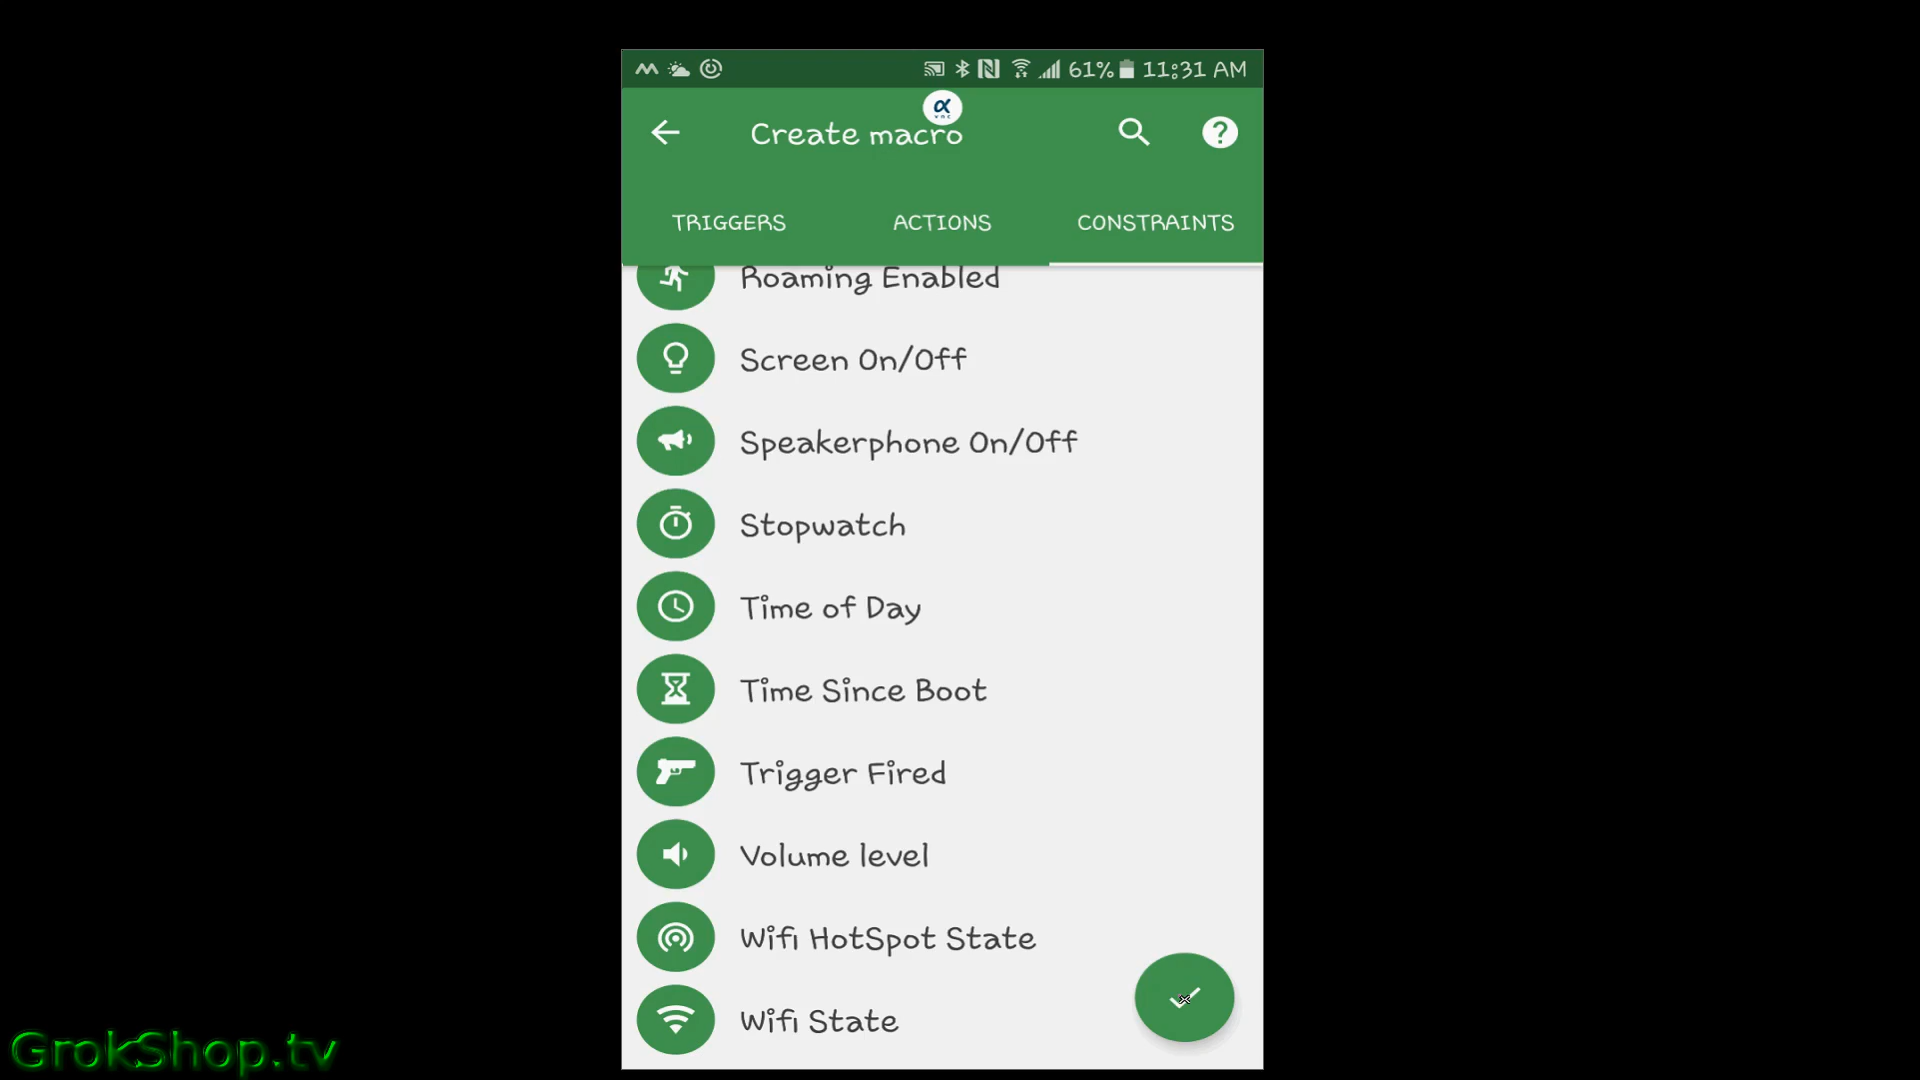 61% 11:31 AM
α
vnc
Create macro
?
TRIGGERS ACTIONS CONSTRAINTS
Roaming Enabled
Screen On/Off
Speakerphone On/Off
Stopwatch
Time of Day
Time Since Boot
Trigger Fired
Volume level
Wifi HotSpot State
Wifi State
GrokShop.tv